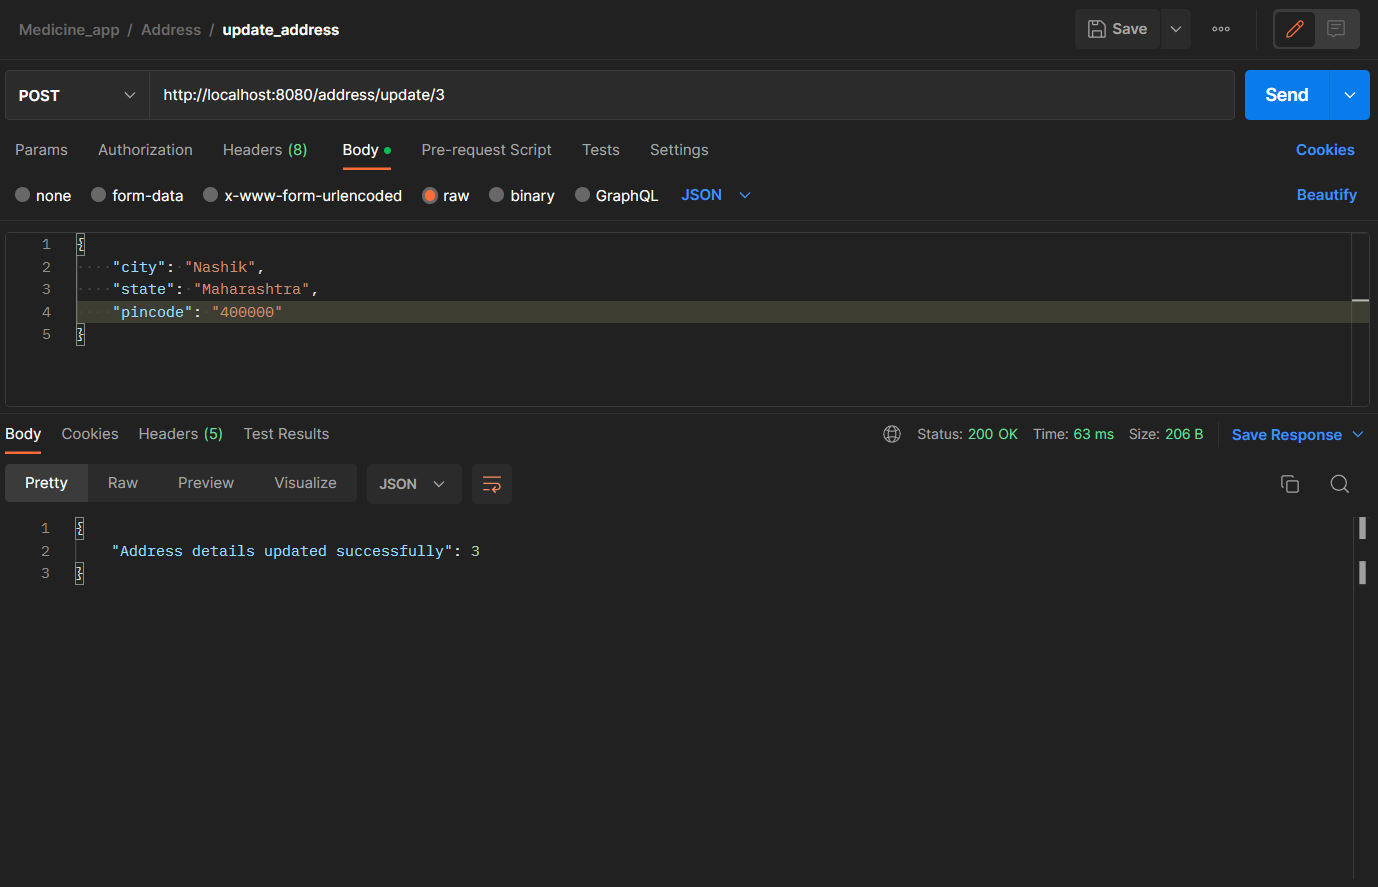 Medicine_app / Address / update_address
Save
POST
http://localhost:8080/address/update/3
Send
Params Authorization Headers (8) Body Pre-request Script Tests Settings Cookies
none form-data x-www-form-urlencoded raw binary GraphQL JSON Beautify
1 {
2 "city": "Nashik",
3 "state": "Maharashtra",
4 "pincode": "400000"
5 }
Body Cookies Headers (5) Test Results Status: 200 OK Time: 63 ms Size: 206 B Save Response
Pretty Raw Preview Visualize JSON
1 {
2 "Address details updated successfully": 3
3 }